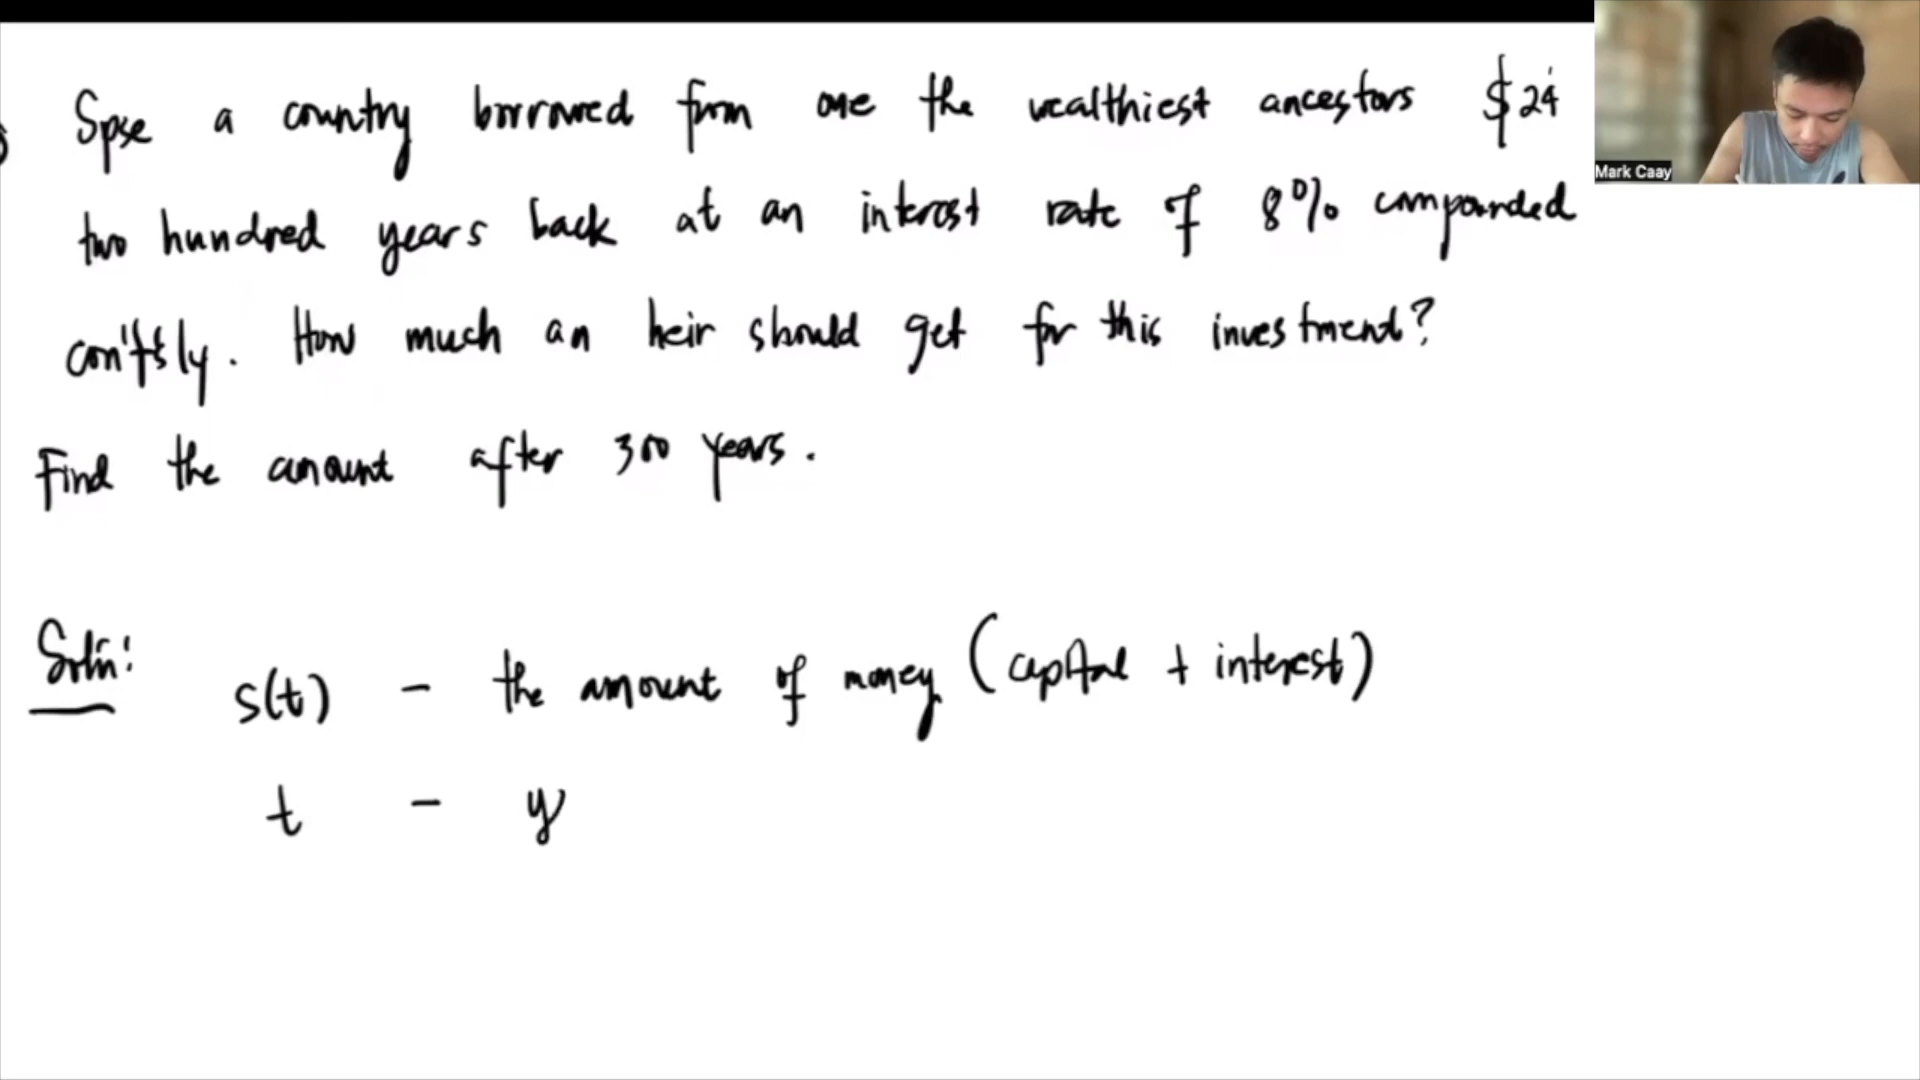 Spse a country borrowed from one the wealthiest ancestors $24
two hundred years back at an interest rate of 8% compounded
con'tsly. How much an heir should get for this investment?
Find the amount after 300 years.
Sol'n:
s(t) - the amount of money (capital + interest)
t - y
Mark Caay